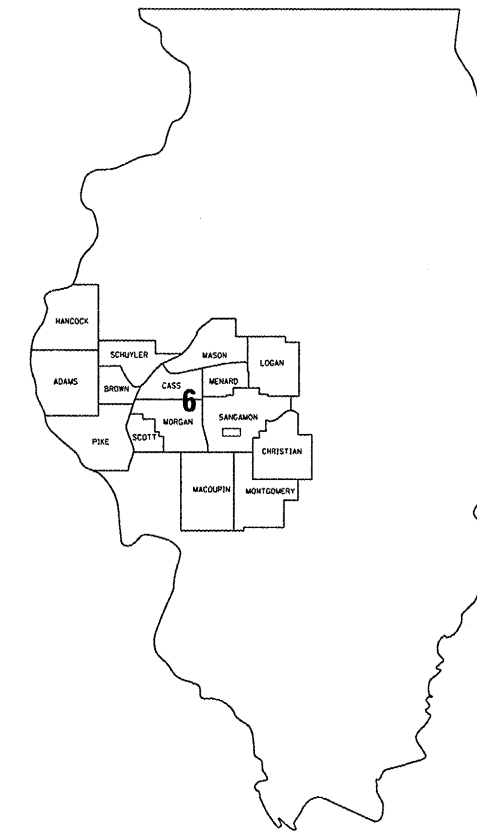 HANCOCK
SCHUYLER
MASON
LOGAN
ADAMS
BROWN
CASS
MENARD
6
PIKE
SCOTT
MORGAN
SANGAMON
CHRISTIAN
MACOUPIN
MONTGOMERY